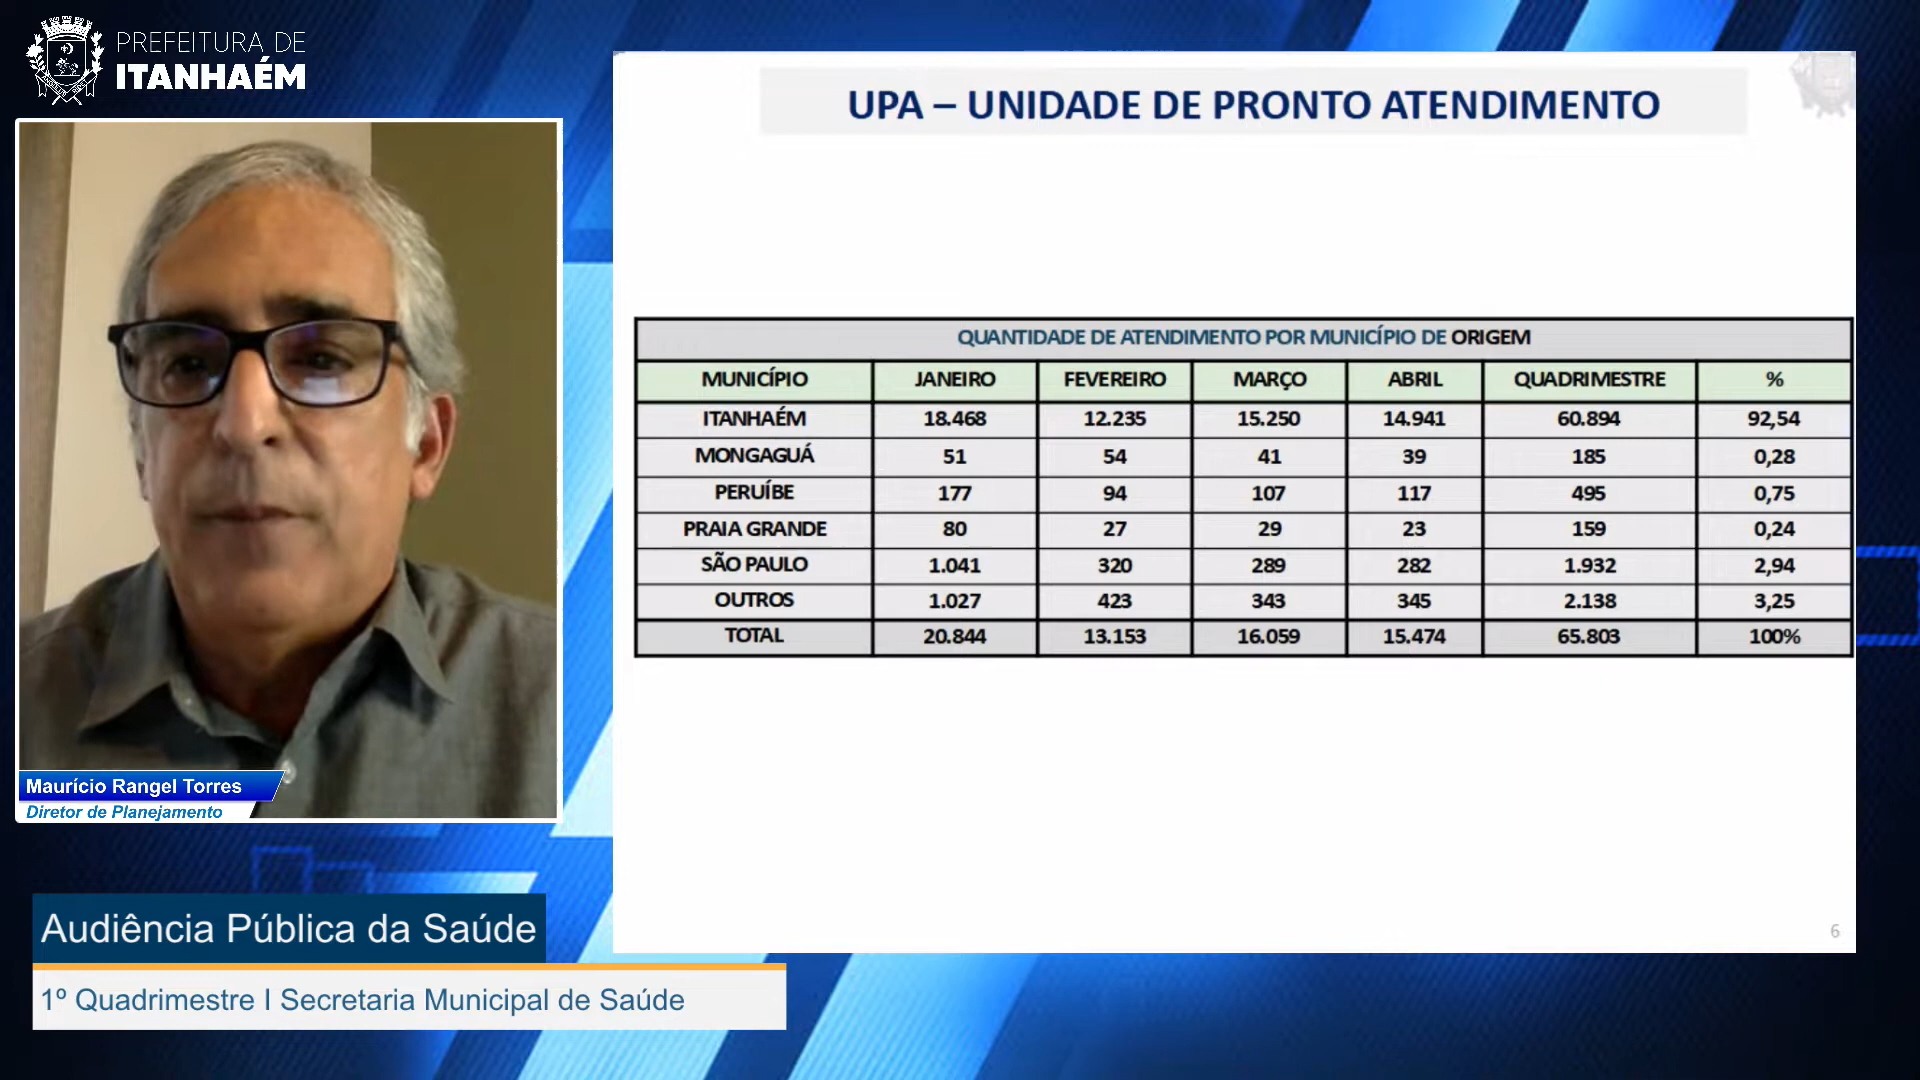 PREFEITURA DE
ITANHAÉM
UPA – UNIDADE DE PRONTO ATENDIMENTO
QUANTIDADE DE ATENDIMENTO POR MUNICÍPIO DE ORIGEM
MUNICÍPIO JANEIRO FEVEREIRO MARÇO ABRIL QUADRIMESTRE %
ITANHAÉM 18.468 12.235 15.250 14.941 60.894 92,54
MONGAGUÁ 51 54 41 39 185 0,28
PERUÍBE 177 94 107 117 495 0,75
PRAIA GRANDE 80 27 29 23 159 0,24
SÃO PAULO 1.041 320 289 282 1.932 2,94
OUTROS 1.027 423 343 345 2.138 3,25
TOTAL 20.844 13.153 16.059 15.474 65.803 100%
6
Maurício Rangel Torres
Diretor de Planejamento
Audiência Pública da Saúde
1º Quadrimestre I Secretaria Municipal de Saúde